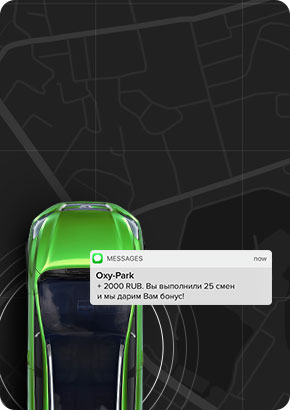 MESSAGES now
Oxy-Park
+ 2000 RUB. Вы выполнили 25 смен
и мы дарим Вам бонус!